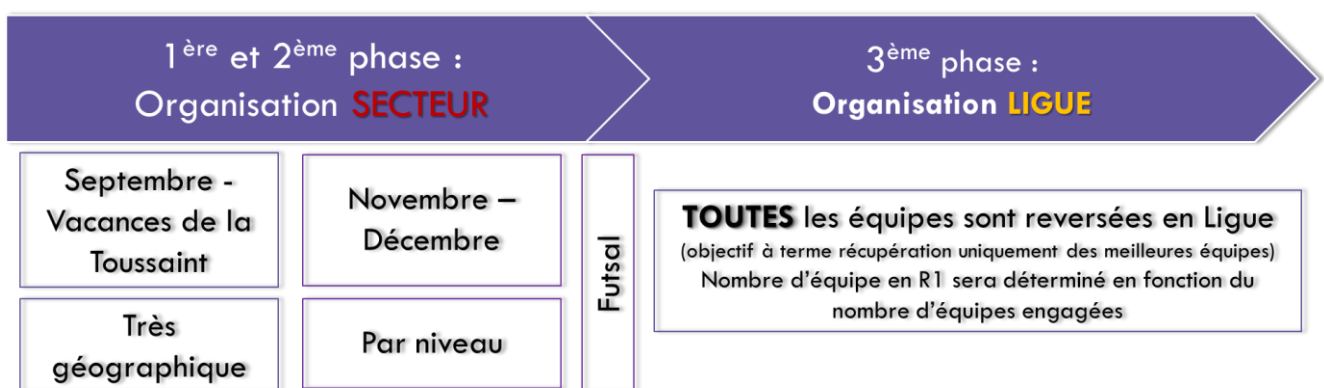 1ère et 2ème phase :
Organisation SECTEUR
3ème phase :
Organisation LIGUE
Septembre -
Vacances de la
Toussaint
Très
géographique
Novembre –
Décembre
Par niveau
Futsal
TOUTES les équipes sont reversées en Ligue
(objectif à terme récupération uniquement des meilleures équipes)
Nombre d'équipe en R1 sera déterminé en fonction du
nombre d'équipes engagées